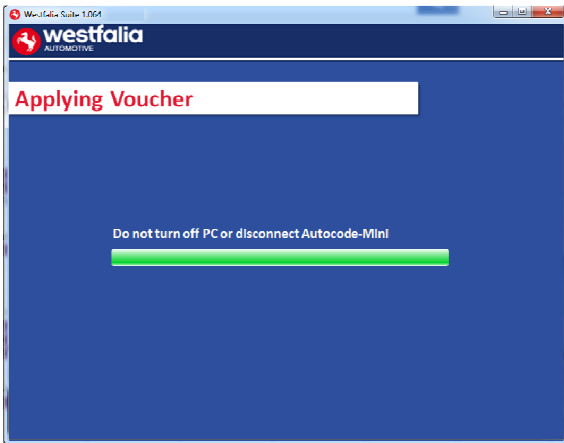 Westfalia Suite 1.064
westfalia
AUTOMOTIVE
Applying Voucher
Do not turn off PC or disconnect Autocode-Mini